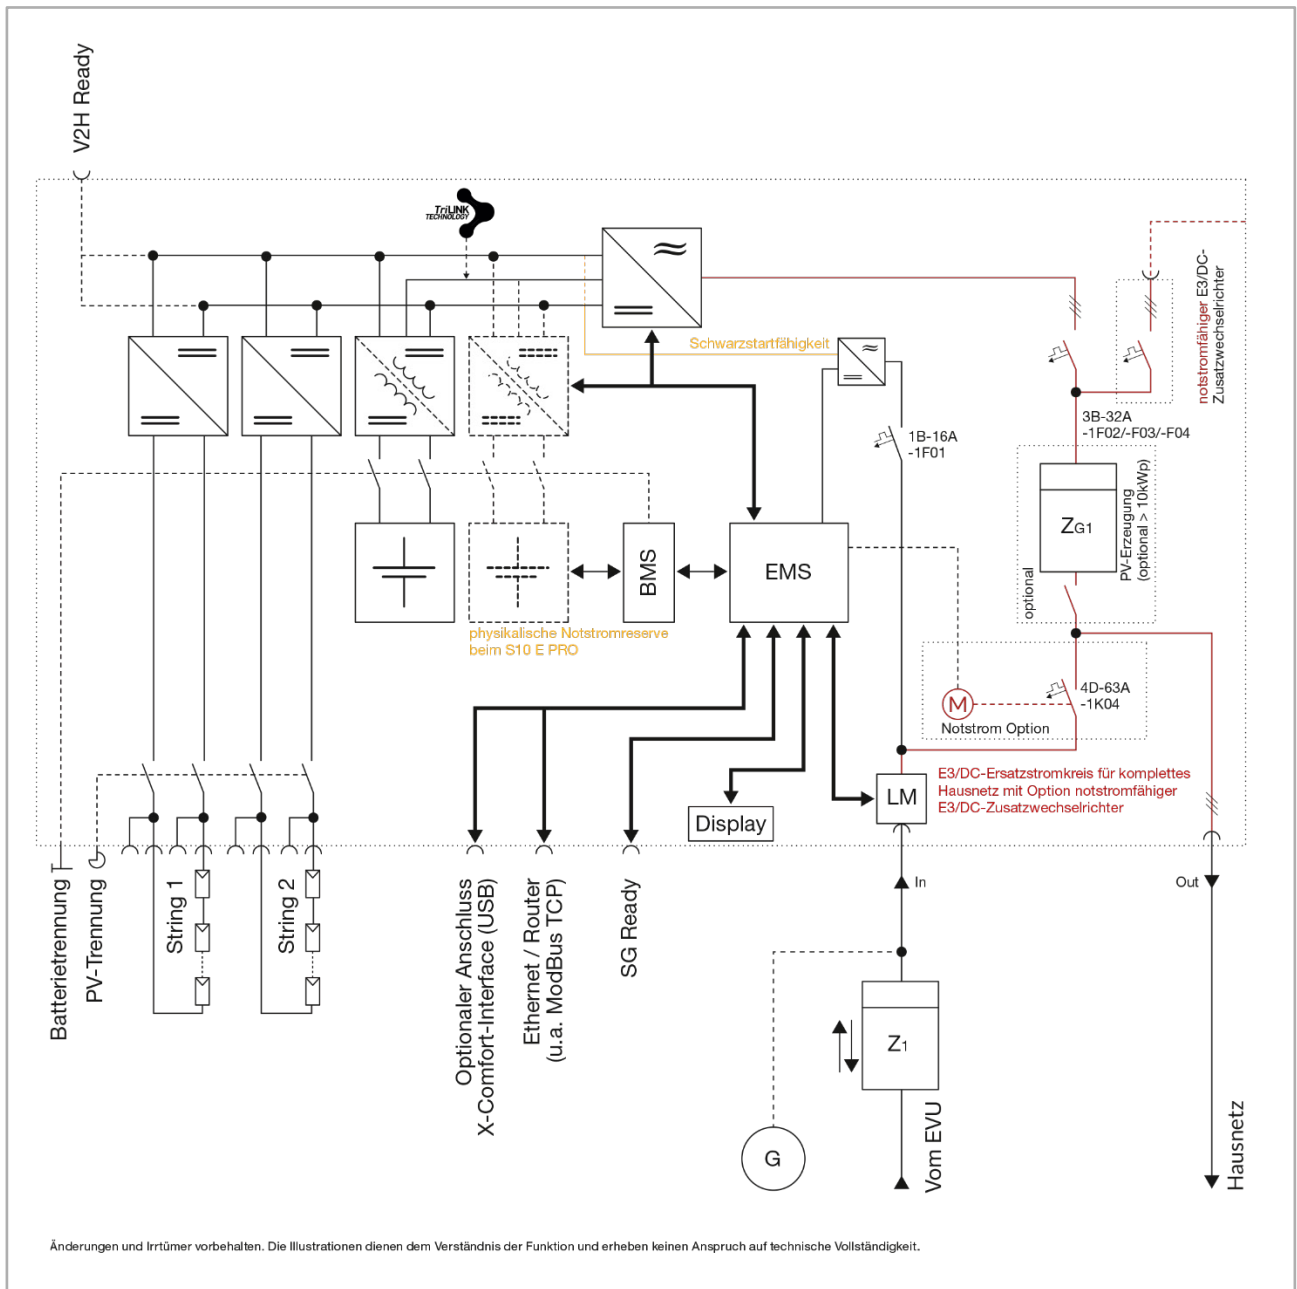 V2H Ready
TriLINK
TECHNOLOGY
notstromfähiger E3/DC-
Zusatzwechselrichter
Schwarzstartfähigkeit
3B-32A
-1F02/-F03/-F04
1B-16A
-1F01
ZG1
PV-Erzeugung
(optional > 10kWp)
optional
BMS
EMS
physikalische Notstromreserve
beim S10 E PRO
4D-63A
-1K04
M
Notstrom Option
E3/DC-Ersatzstromkreis für komplettes
Hausnetz mit Option notstromfähiger
E3/DC-Zusatzwechselrichter
LM
Display
Batterietrennung
PV-Trennung
String 1
String 2
Optionaler Anschluss
X-Comfort-Interface (USB)
Ethernet / Router
(u.a. ModBus TCP)
SG Ready
In
Out
Z1
G
Vom EVU
Hausnetz
Änderungen und Irrtümer vorbehalten. Die Illustrationen dienen dem Verständnis der Funktion und erheben keinen Anspruch auf technische Vollständigkeit.